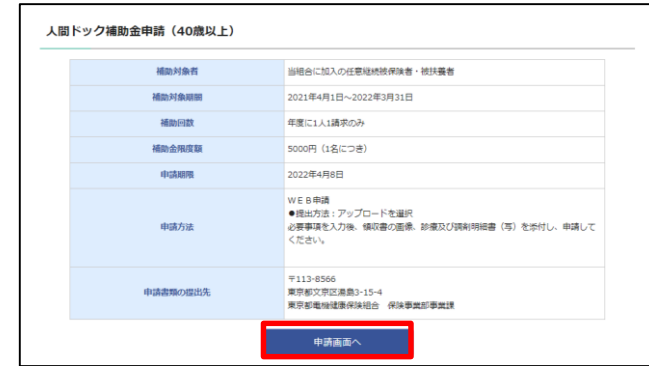 人間ドック補助金申請（40歳以上）
補助対象者
当組合に加入の任意継続被保険者・被扶養者
補助対象期間
2021年4月1日～2022年3月31日
補助回数
年度に1人1請求のみ
補助金限度額
5000円（1名につき）
申請期限
2022年4月8日
申請方法
ＷＥＢ申請
●提出方法：アップロードを選択
必要事項を入力後、領収書の画像、診療及び調剤明細書（写）を添付し、申請して
ください。
申請書類の提出先
〒113-8566
東京都文京区湯島3-15-4
東京都電機健康保険組合　保険事業部事業課
申請画面へ